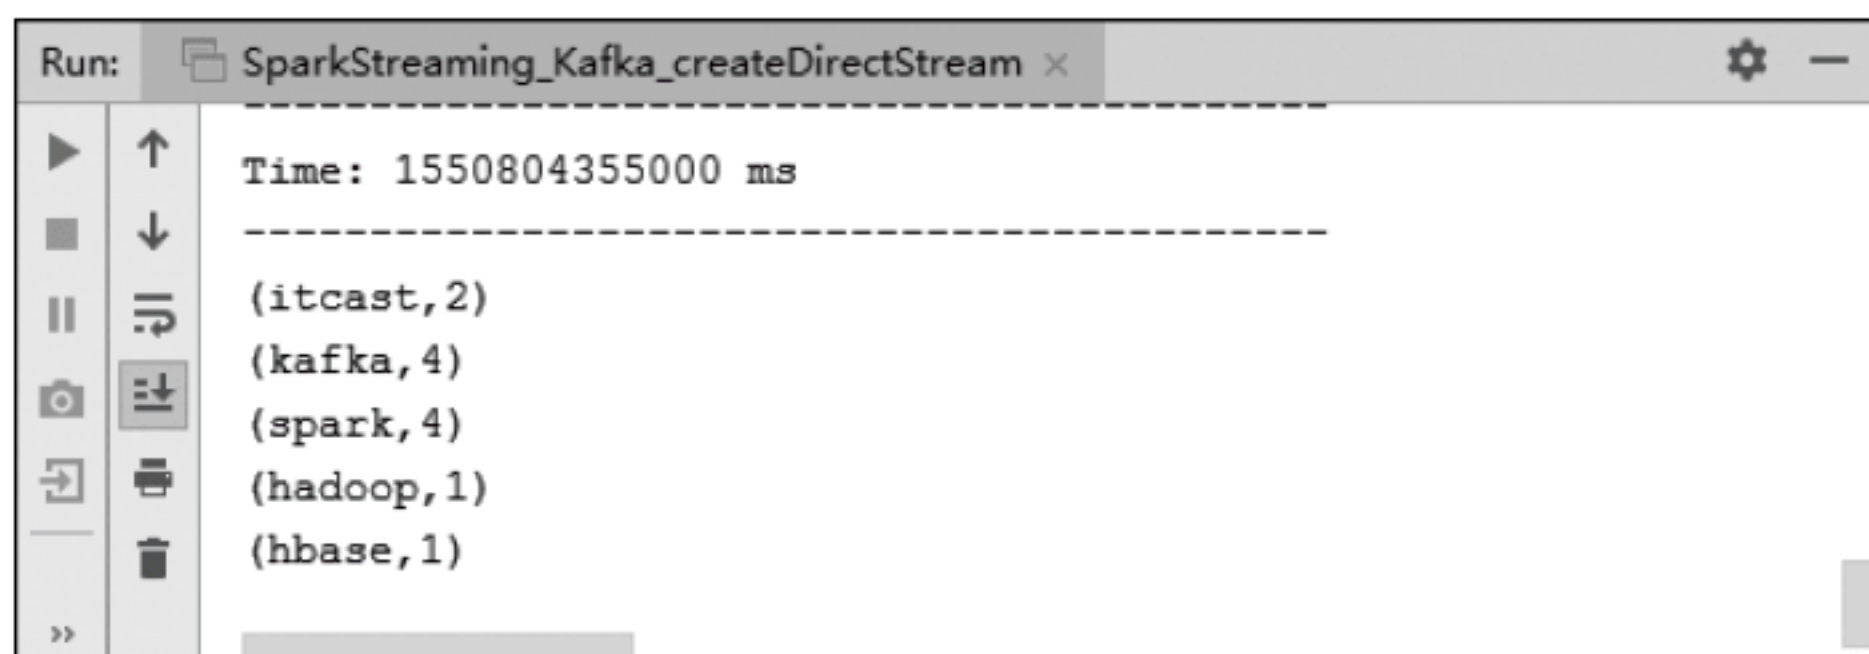 Run: SparkStreaming_Kafka_createDirectStream ×
-------------------------------------------
Time: 1550804355000 ms
-------------------------------------------
(itcast,2)
(kafka,4)
(spark,4)
(hadoop,1)
(hbase,1)